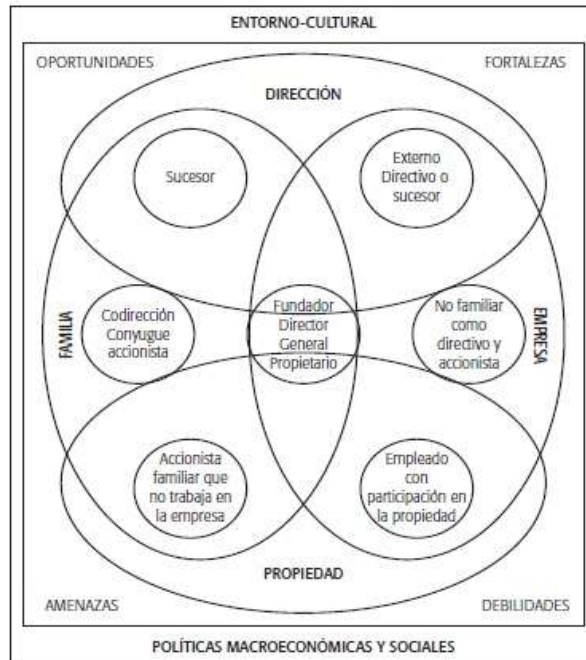 ENTORNO-CULTURAL
OPORTUNIDADES
FORTALEZAS
DIRECCIÓN
Sucesor
Externo
Directivo o
sucesor
FAMILIA
Codirección
Conyugue
accionista
Fundador
Director
General
Propietario
No familiar
como
directivo y
accionista
EMPRESA
Accionista
familiar que
no trabaja en
la empresa
Empleado
con
participación en
la propiedad
PROPIEDAD
AMENAZAS
DEBILIDADES
POLÍTICAS MACROECONÓMICAS Y SOCIALES